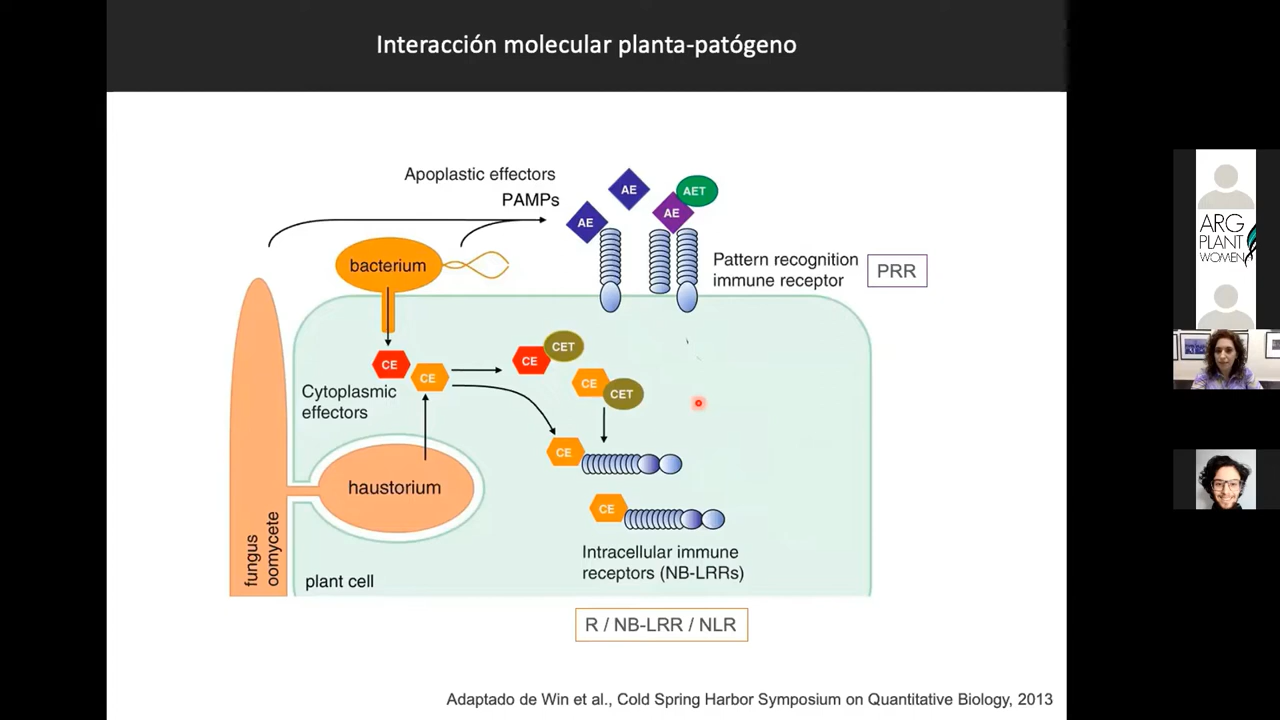 Interacción molecular planta-patógeno
Apoplastic effectors
PAMPs
AE
AE
AE
AET
bacterium
Pattern recognition
immune receptor
PRR
ARG
PLANT
WOMEN
CE
CE
Cytoplasmic
effectors
CE
CET
CE
CET
CE
CE
haustorium
fungus
oomycete
plant cell
Intracellular immune
receptors (NB-LRRs)
R / NB-LRR / NLR
Adaptado de Win et al., Cold Spring Harbor Symposium on Quantitative Biology, 2013